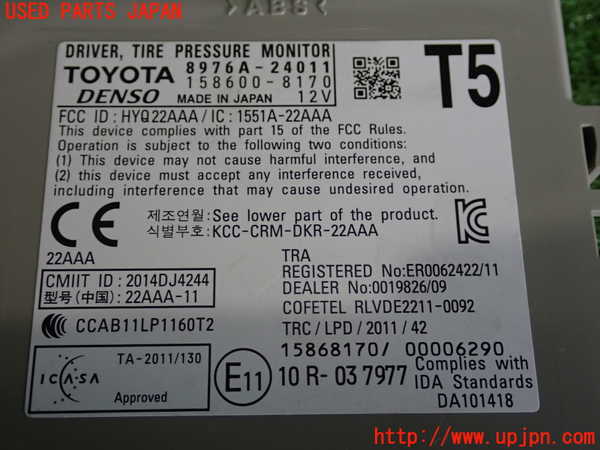 USED PARTS JAPAN
>ABS<
DRIVER, TIRE PRESSURE MONITOR
TOYOTA 8976A-24011
158600-8170
DENSO MADE IN JAPAN 12V
T5
FCC ID : HYQ22AAA / IC : 1551A-22AAA
This device complies with part 15 of the FCC Rules.
Operation is subject to the following two conditions:
(1) This device may not cause harmful interference, and
(2) this device must accept any interference received,
including interference that may cause undesired operation.
CE
제조연월: See lower part of the product.
식별부호: KCC-CRM-DKR-22AAA
22AAA
CMIIT ID : 2014DJ4244
型号(中国) : 22AAA-11
CCAB11LP1160T2
TRA
REGISTERED No:ER0062422/11
DEALER No:0019826/09
COFETEL RLVDE2211-0092
TRC / LPD / 2011 / 42
15868170/ 00006290
ICASA
TA-2011/130
Approved
E11 10 R-03 7977
Complies with
IDA Standards
DA101418
http://www.upjpn.com/